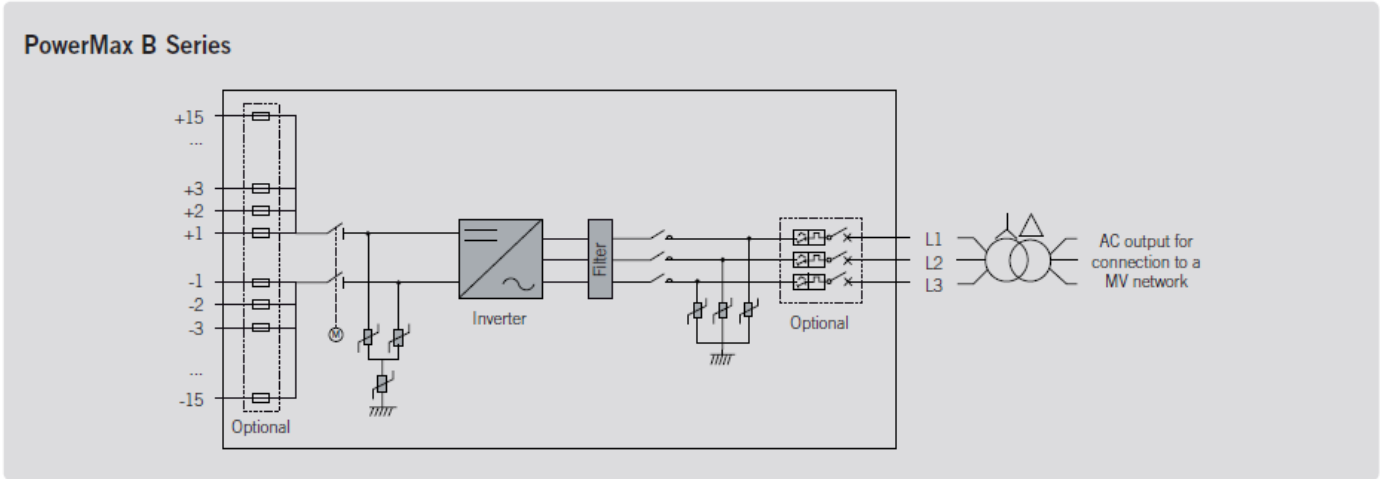 PowerMax B Series
+15
...
+3
+2
+1
-1
-2
-3
...
-15
Optional
M
Inverter
Filter
Optional
L1
L2
L3
AC output for
connection to a
MV network